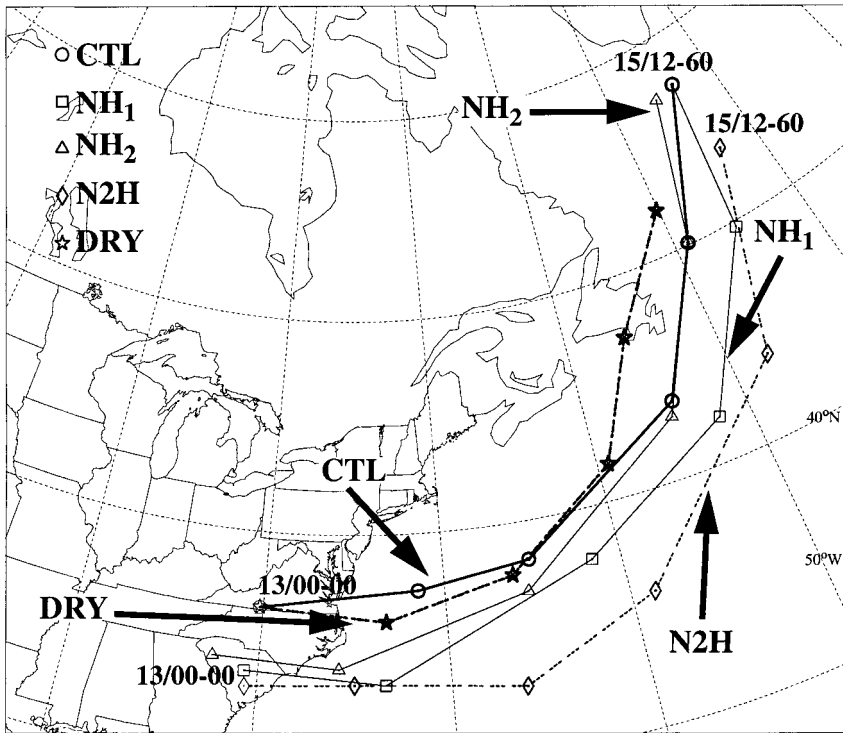 CTL
NH₁
NH₂
N2H
DRY
15/12-60
NH₂
15/12-60
NH₁
40°N
CTL
50°W
13/00-00
DRY
N2H
13/00-00